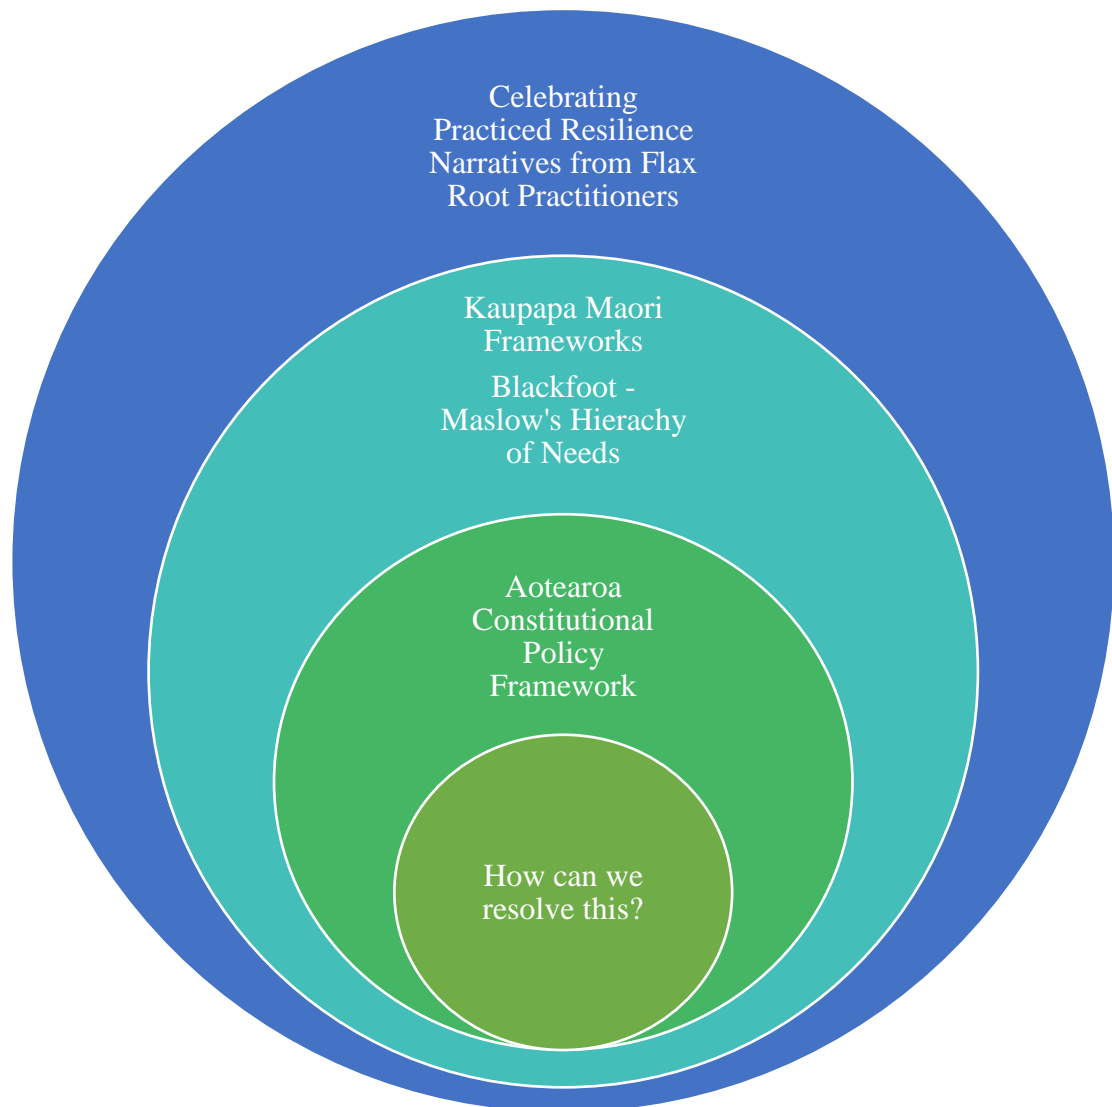 Celebrating
Practiced Resilience
Narratives from Flax
Root Practitioners
Kaupapa Maori
Frameworks
Blackfoot -
Maslow's Hierachy
of Needs
Aotearoa
Constitutional
Policy
Framework
How can we
resolve this?